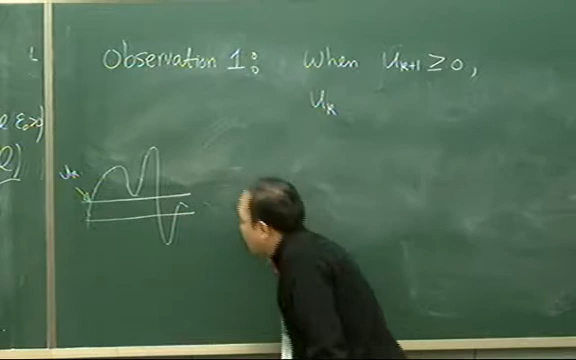 Observation 1:
When u_{k+1} ≥ 0,
u_k
u_k